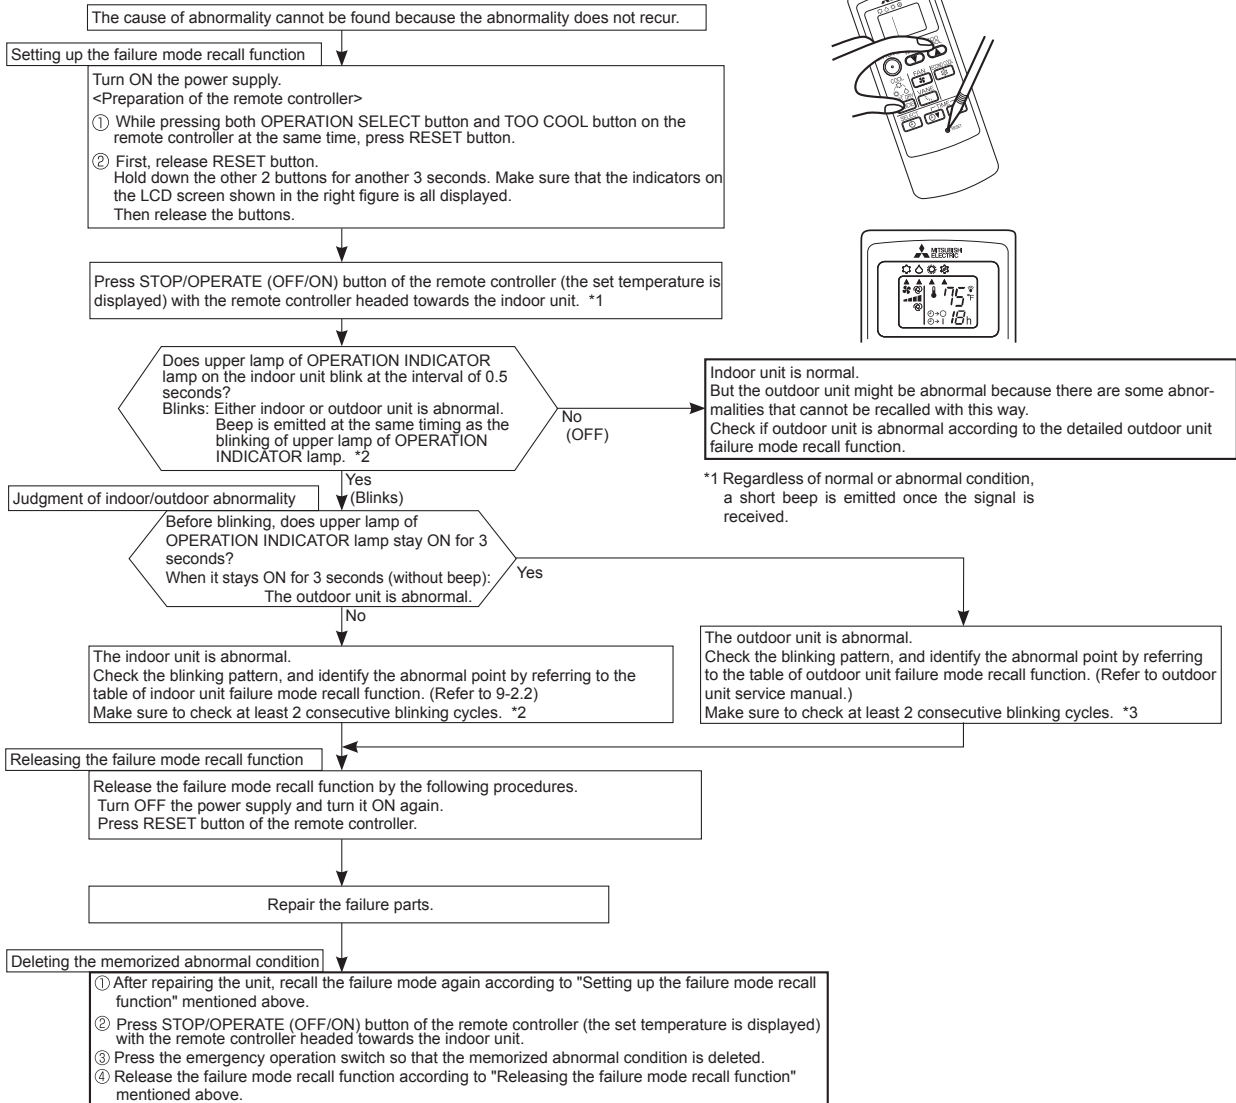 The cause of abnormality cannot be found because the abnormality does not recur.
Setting up the failure mode recall function
Turn ON the power supply.
<Preparation of the remote controller>
① While pressing both OPERATION SELECT button and TOO COOL button on the
remote controller at the same time, press RESET button.
② First, release RESET button.
Hold down the other 2 buttons for another 3 seconds. Make sure that the indicators on
the LCD screen shown in the right figure is all displayed.
Then release the buttons.
COOL
FAN
VANE
SELECT
RESET
MITSUBISHI
ELECTRIC
75°F
18h
Press STOP/OPERATE (OFF/ON) button of the remote controller (the set temperature is
displayed) with the remote controller headed towards the indoor unit. *1
Does upper lamp of OPERATION INDICATOR
lamp on the indoor unit blink at the interval of 0.5
seconds?
Blinks: Either indoor or outdoor unit is abnormal.
Beep is emitted at the same timing as the
blinking of upper lamp of OPERATION
INDICATOR lamp. *2
No
(OFF)
Indoor unit is normal.
But the outdoor unit might be abnormal because there are some abnor-
malities that cannot be recalled with this way.
Check if outdoor unit is abnormal according to the detailed outdoor unit
failure mode recall function.
*1 Regardless of normal or abnormal condition,
a short beep is emitted once the signal is
received.
Yes
(Blinks)
Judgment of indoor/outdoor abnormality
Before blinking, does upper lamp of
OPERATION INDICATOR lamp stay ON for 3
seconds?
When it stays ON for 3 seconds (without beep):
The outdoor unit is abnormal.
Yes
No
The indoor unit is abnormal.
Check the blinking pattern, and identify the abnormal point by referring to the
table of indoor unit failure mode recall function. (Refer to 9-2.2)
Make sure to check at least 2 consecutive blinking cycles. *2
The outdoor unit is abnormal.
Check the blinking pattern, and identify the abnormal point by referring
to the table of outdoor unit failure mode recall function. (Refer to outdoor
unit service manual.)
Make sure to check at least 2 consecutive blinking cycles. *3
Releasing the failure mode recall function
Release the failure mode recall function by the following procedures.
Turn OFF the power supply and turn it ON again.
Press RESET button of the remote controller.
Repair the failure parts.
Deleting the memorized abnormal condition
① After repairing the unit, recall the failure mode again according to "Setting up the failure mode recall
function" mentioned above.
② Press STOP/OPERATE (OFF/ON) button of the remote controller (the set temperature is displayed)
with the remote controller headed towards the indoor unit.
③ Press the emergency operation switch so that the memorized abnormal condition is deleted.
④ Release the failure mode recall function according to "Releasing the failure mode recall function"
mentioned above.